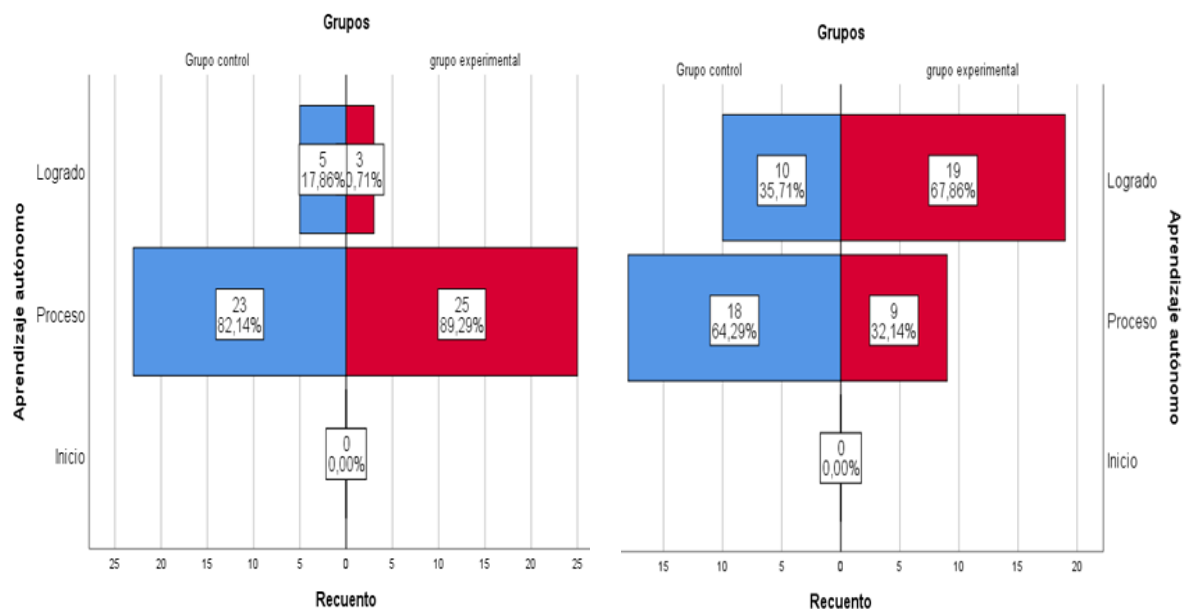 Grupos
Grupo control
grupo experimental
Aprendizaje autónomo
Logrado
5
17,86%
3
0,71%
Proceso
23
82,14%
25
89,29%
Inicio
0
0,00%
25 20 15 10 5 0 5 10 15 20 25
Recuento
Grupos
Grupo control
grupo experimental
10
35,71%
19
67,86%
Logrado
18
64,29%
9
32,14%
Proceso
0
0,00%
Inicio
Aprendizaje autónomo
15 10 5 0 5 10 15 20
Recuento